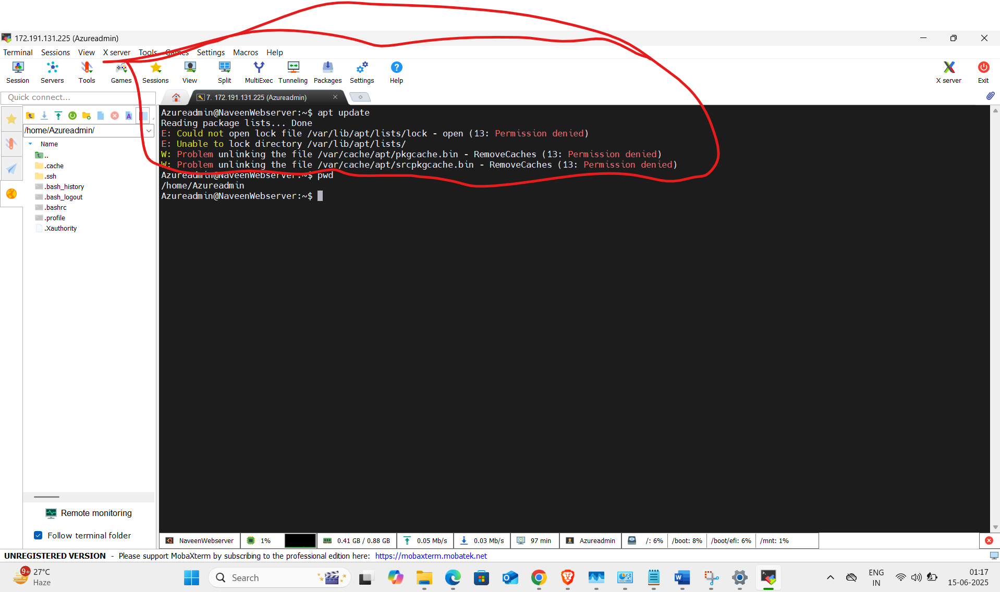 172.191.131.225 (Azureadmin)
Terminal Sessions View X server Tools Games Settings Macros Help
Session Servers Tools Games Sessions View Split MultiExec Tunneling Packages Settings Help X server Exit
Quick connect...
7. 172.191.131.225 (Azureadmin)
/home/Azureadmin/
Name
..
.cache
.ssh
.bash_history
.bash_logout
.bashrc
.profile
.Xauthority
Azureadmin@NaveenWebserver:~$ apt update
Reading package lists... Done
E: Could not open lock file /var/lib/apt/lists/lock - open (13: Permission denied)
E: Unable to lock directory /var/lib/apt/lists/
W: Problem unlinking the file /var/cache/apt/pkgcache.bin - RemoveCaches (13: Permission denied)
W: Problem unlinking the file /var/cache/apt/srcpkgcache.bin - RemoveCaches (13: Permission denied)
Azureadmin@NaveenWebserver:~$ pwd
/home/Azureadmin
Azureadmin@NaveenWebserver:~$
Remote monitoring
Follow terminal folder
NaveenWebserver 1% 0.41 GB / 0.88 GB 0.05 Mb/s 0.03 Mb/s 97 min Azureadmin /: 6% /boot: 8% /boot/efi: 6% /mnt: 1%
UNREGISTERED VERSION - Please support MobaXterm by subscribing to the professional edition here: https://mobaxterm.mobatek.net
9+ 27°C
Haze
Search
ENG
IN
01:17
15-06-2025